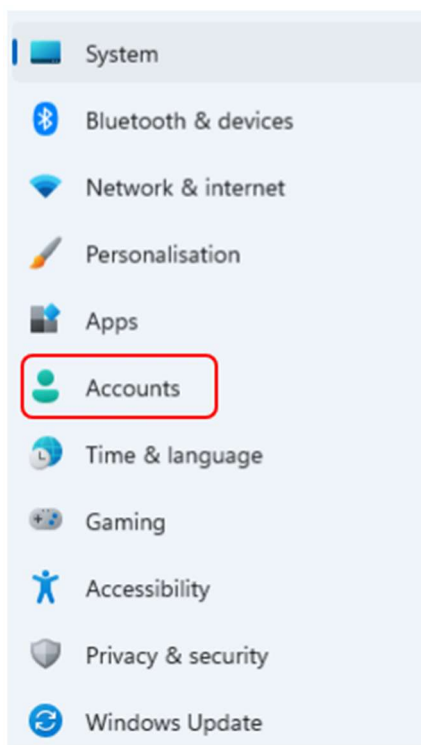 System
Bluetooth & devices
Network & internet
Personalisation
Apps
Accounts
Time & language
Gaming
Accessibility
Privacy & security
Windows Update